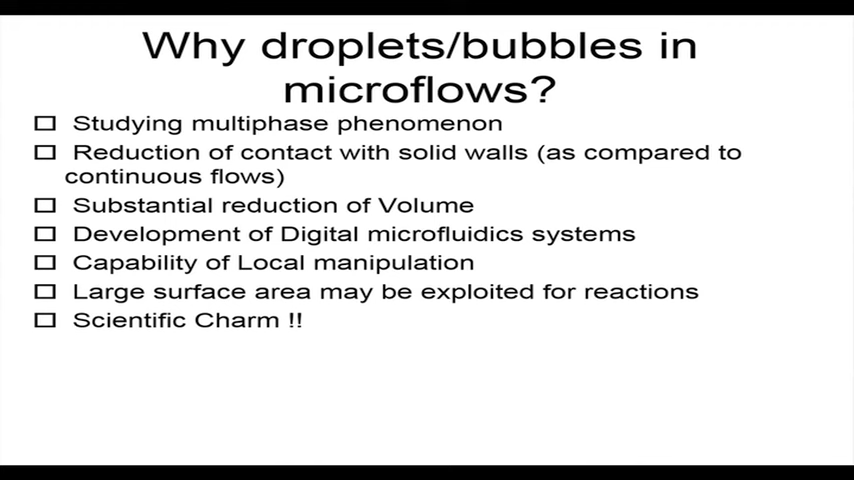 Why droplets/bubbles in
microflows?
□ Studying multiphase phenomenon
□ Reduction of contact with solid walls (as compared to
continuous flows)
□ Substantial reduction of Volume
□ Development of Digital microfluidics systems
□ Capability of Local manipulation
□ Large surface area may be exploited for reactions
□ Scientific Charm !!